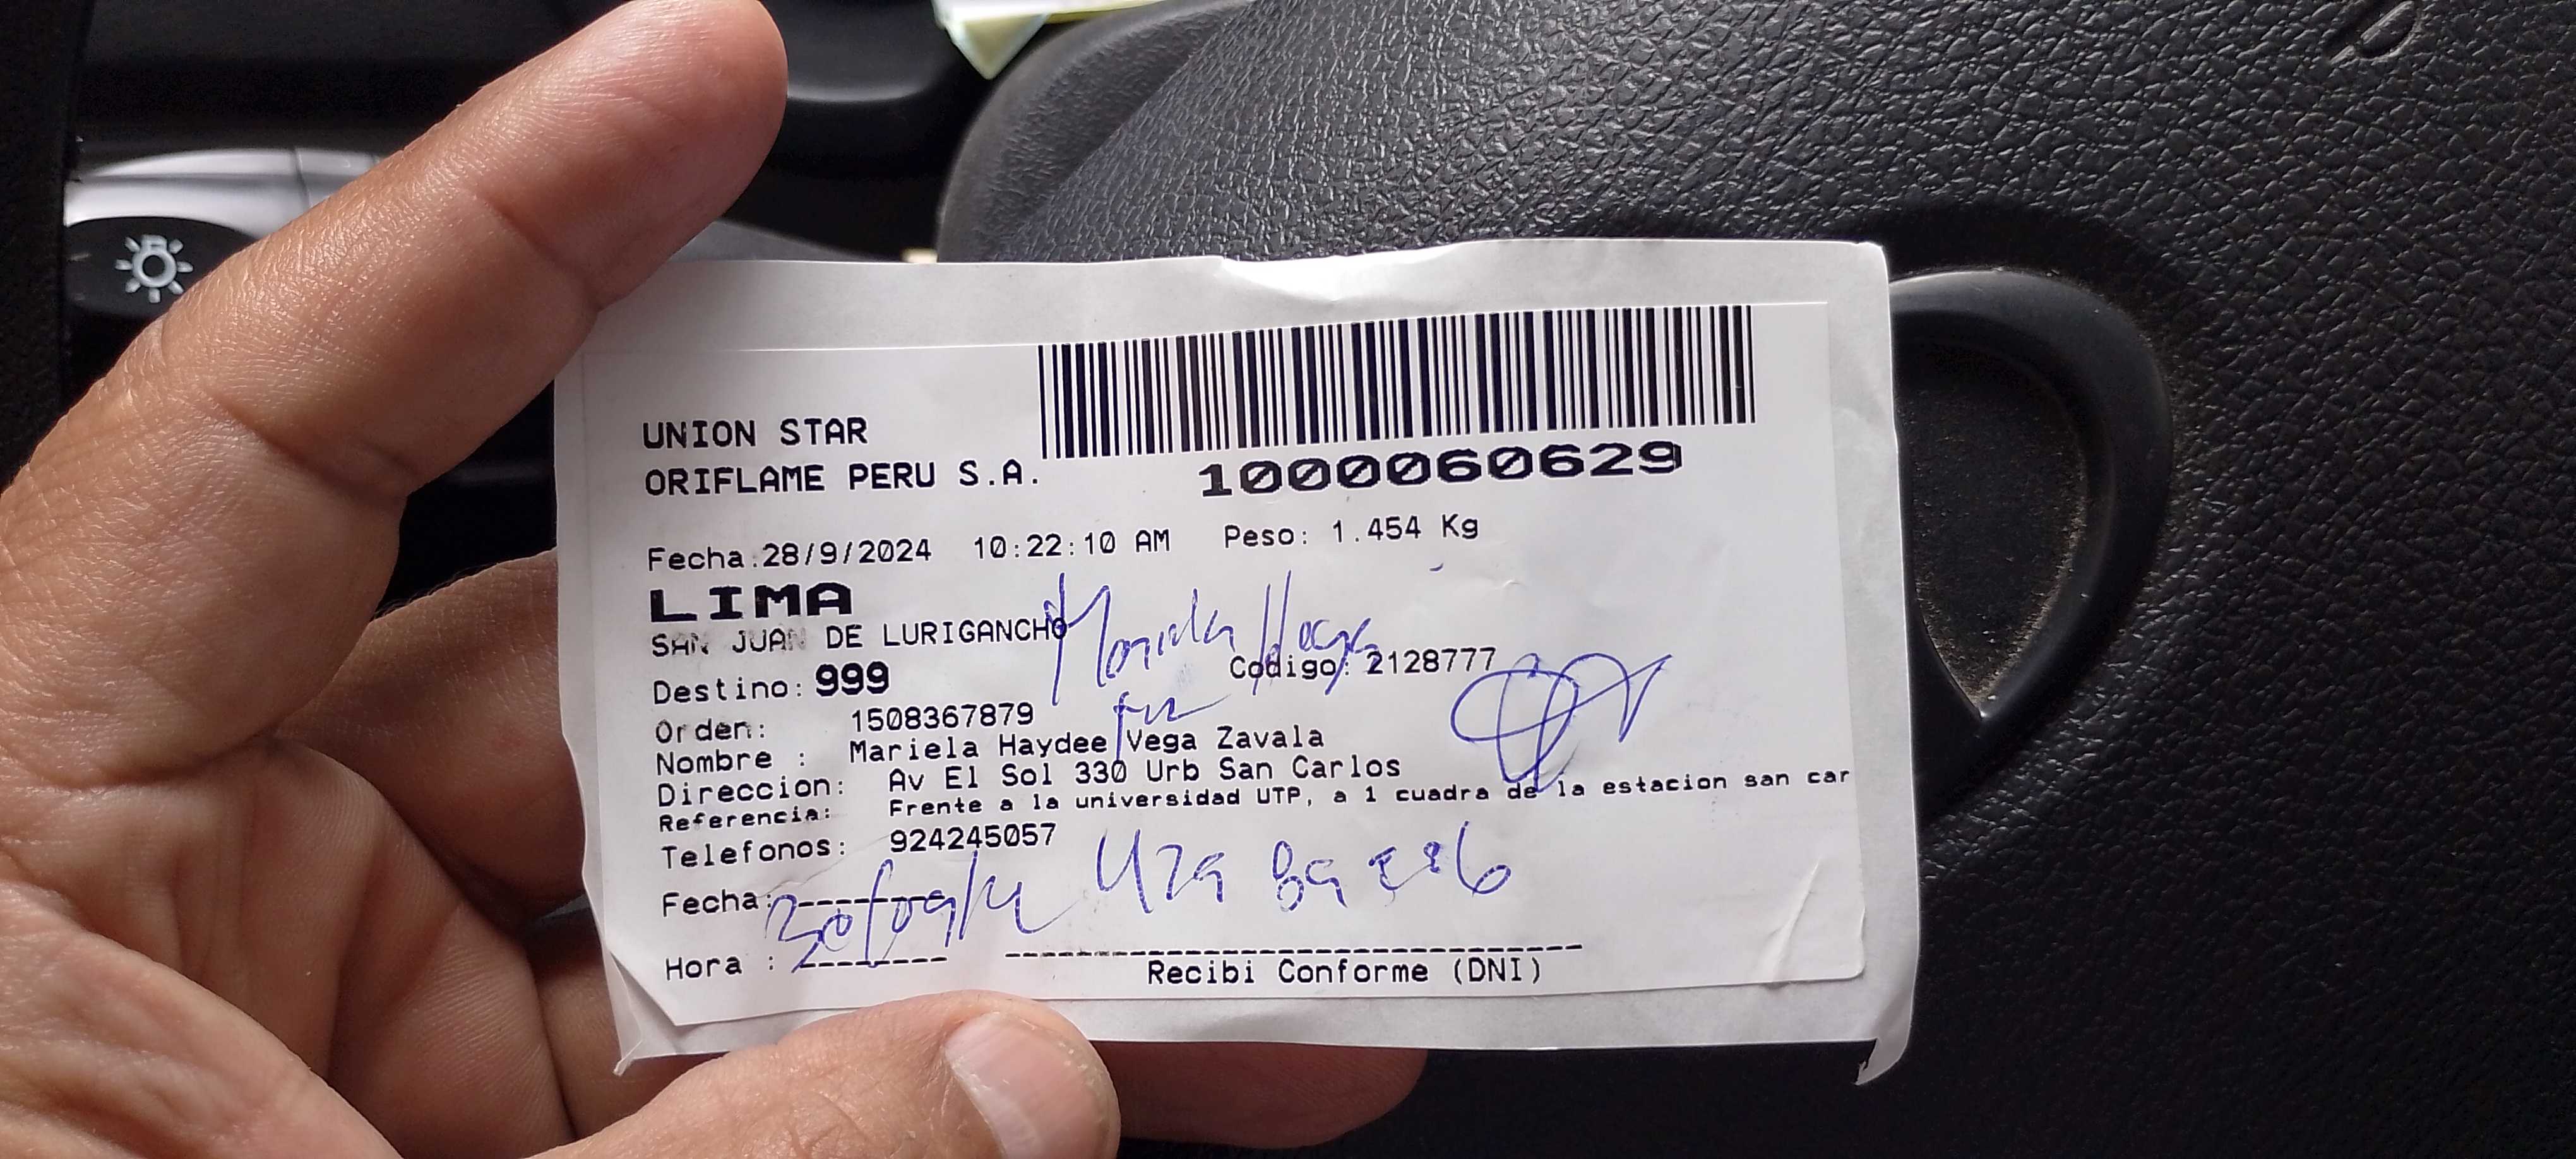 UNION STAR
ORIFLAME PERU S.A.
1000060629
Fecha:28/9/2024 10:22:10 AM Peso: 1.454 Kg
LIMA
SAN JUAN DE LURIGANCHO
Destino: 999 Codigo: 2128777
Orden: 1508367879
Nombre : Mariela Haydee Vega Zavala
Direccion: Av El Sol 330 Urb San Carlos
Referencia: Frente a la universidad UTP, a 1 cuadra de la estacion san car
Telefonos: 924245057
Fecha:
Hora :
Recibi Conforme (DNI)